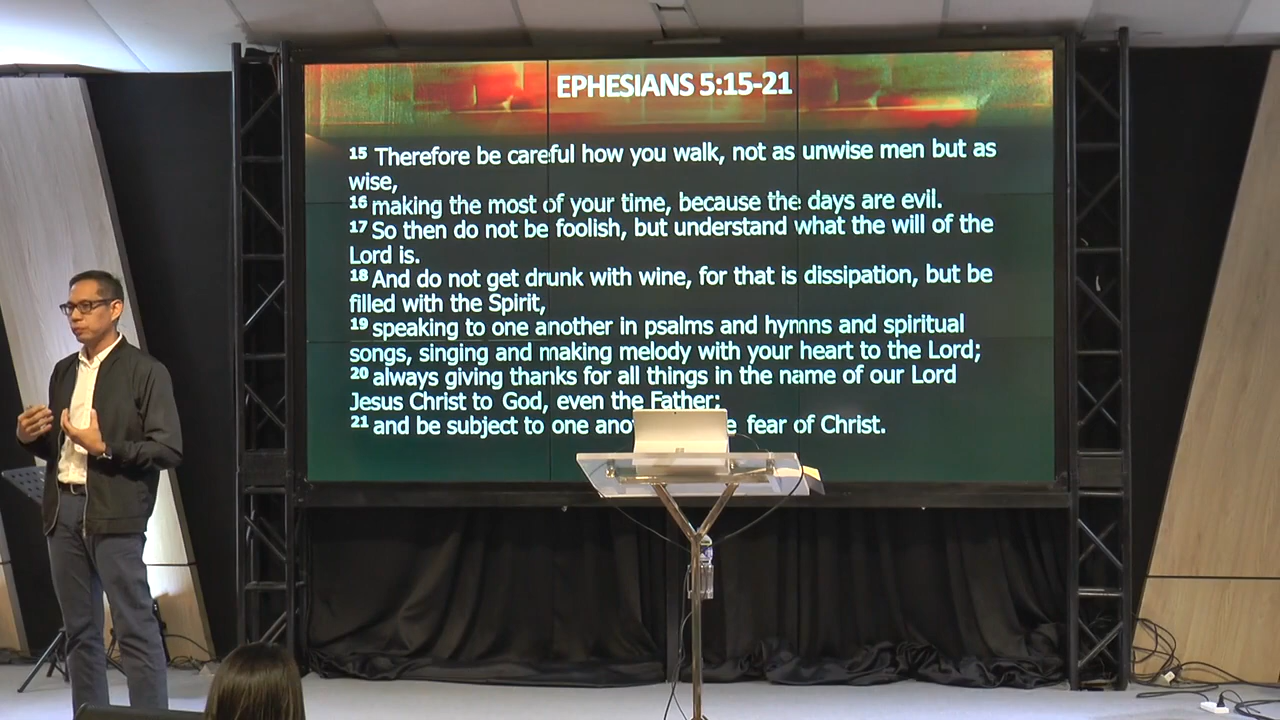 EPHESIANS 5:15-21
15 Therefore be careful how you walk, not as unwise men but as
wise,
16 making the most of your time, because the days are evil.
17 So then do not be foolish, but understand what the will of the
Lord is.
18 And do not get drunk with wine, for that is dissipation, but be
filled with the Spirit,
19 speaking to one another in psalms and hymns and spiritual
songs, singing and making melody with your heart to the Lord;
20 always giving thanks for all things in the name of our Lord
Jesus Christ to God, even the Father;
21 and be subject to one fear of Christ.